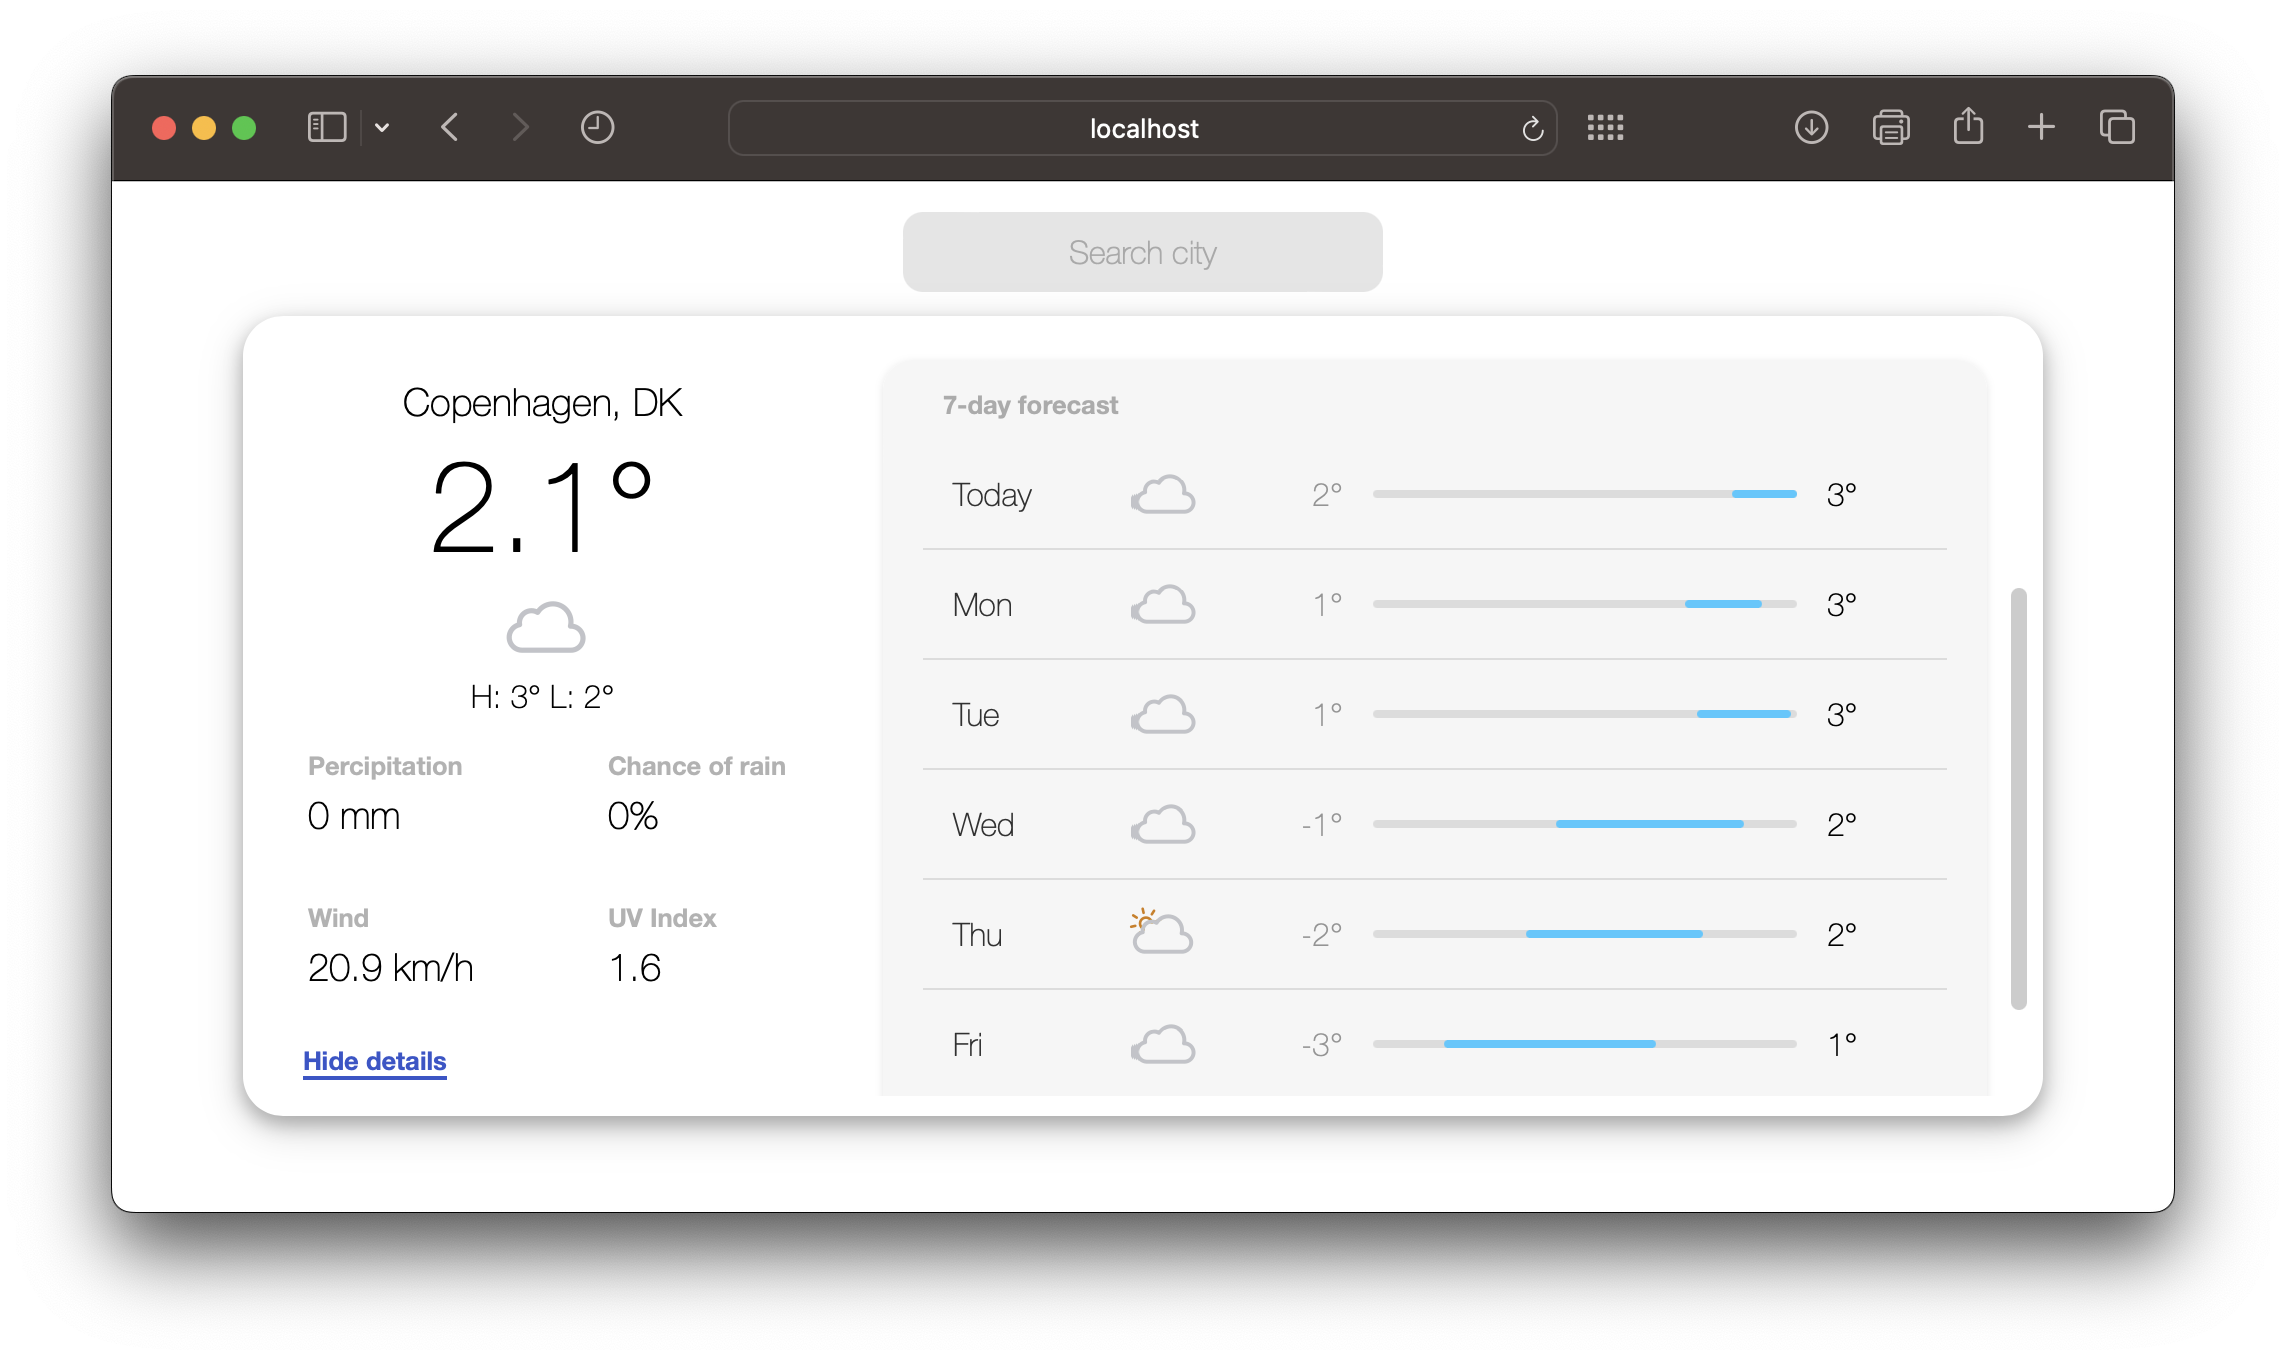 localhost
Search city
Copenhagen, DK
2.1°
H: 3° L: 2°
Percipitation Chance of rain
0 mm 0%
Wind UV Index
20.9 km/h 1.6
Hide details
7-day forecast
Today 2° 3°
Mon 1° 3°
Tue 1° 3°
Wed -1° 2°
Thu -2° 2°
Fri -3° 1°